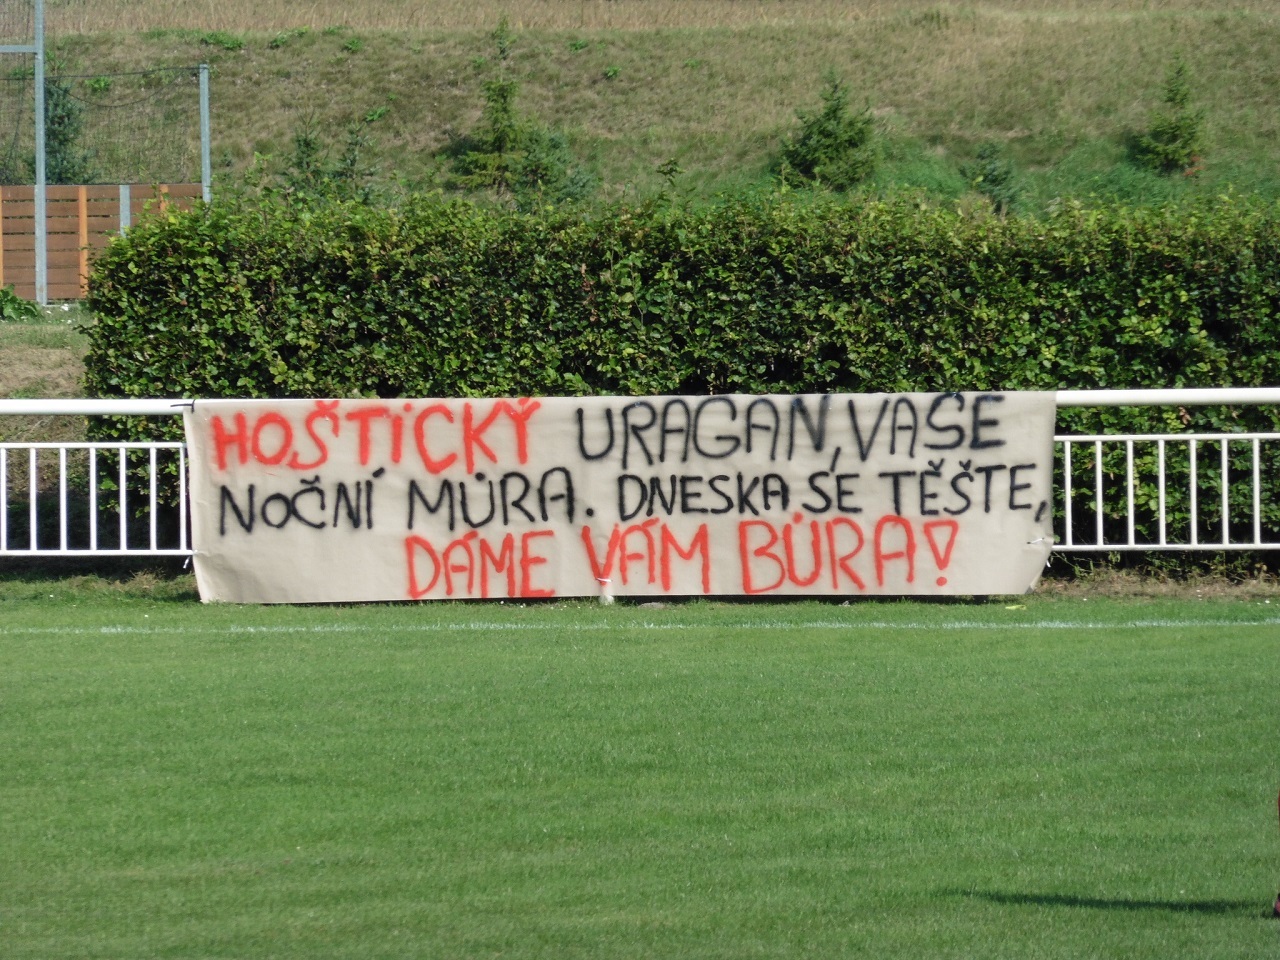 HOŠTICKÝ URAGAN, VAŠE
NOČNÍ MŮRA. DNESKA SE TĚŠTE,
DÁME VÁM BŮRA!